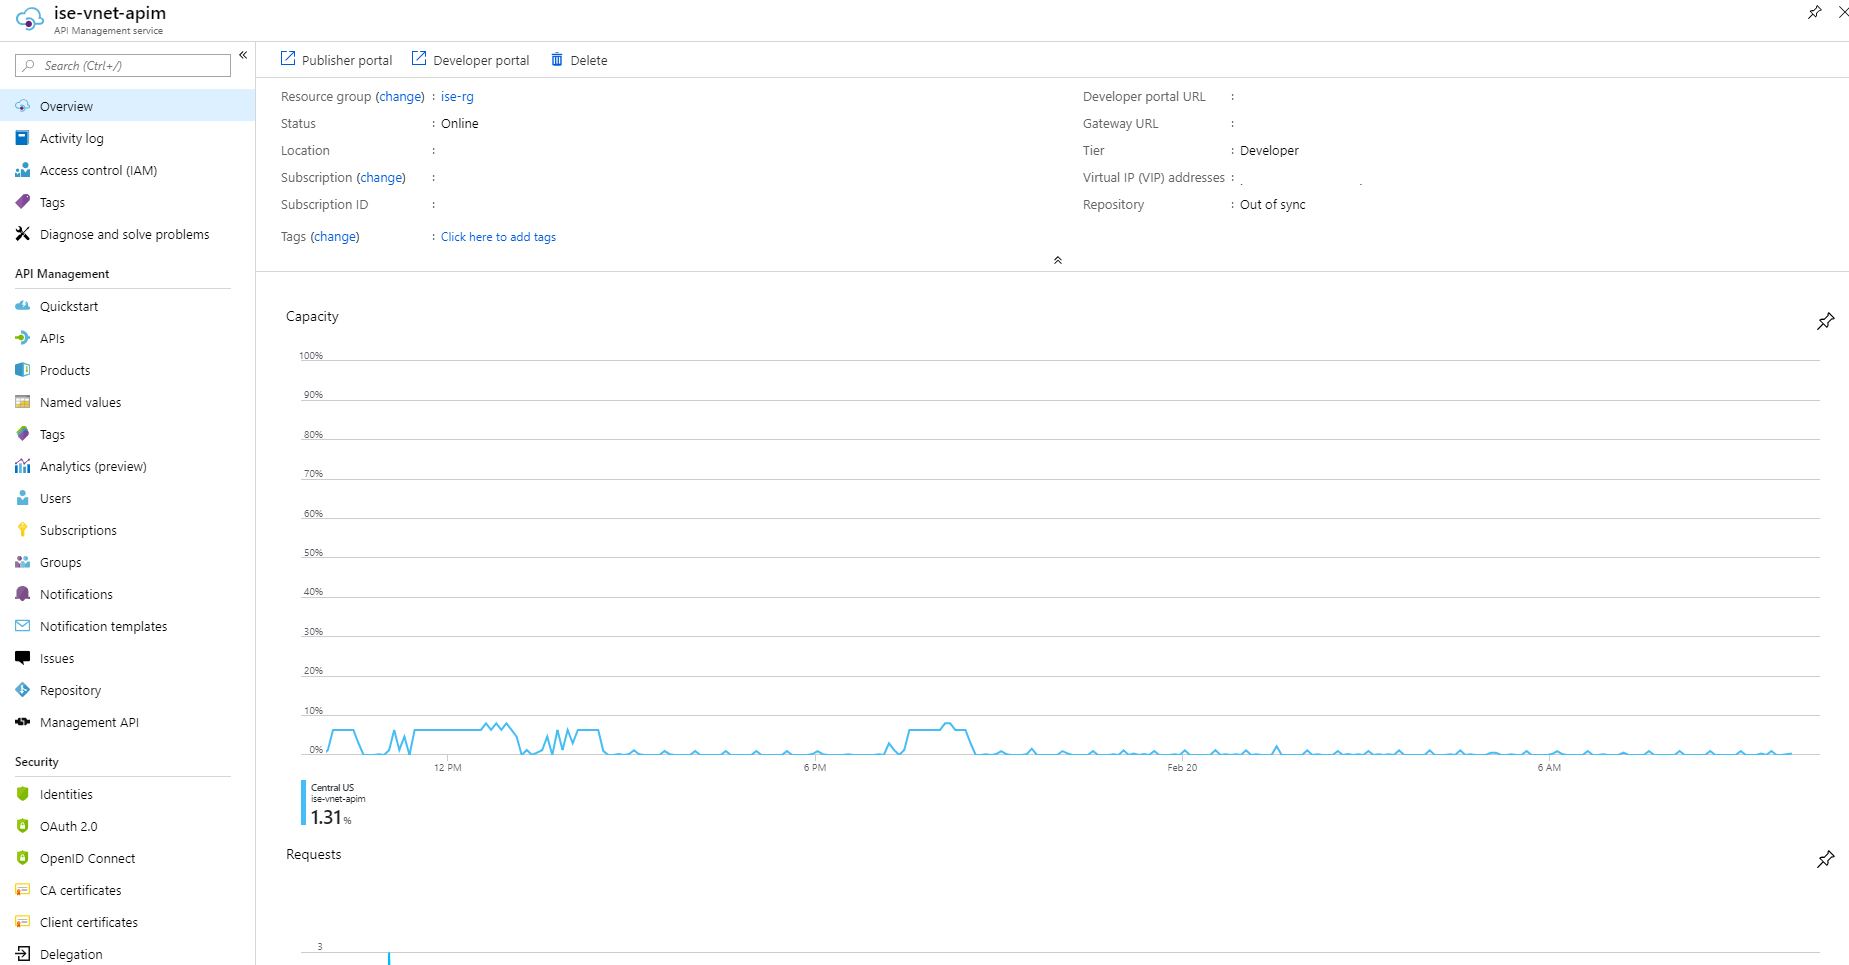 ise-vnet-apim
API Management service
Search (Ctrl+/)
«
Overview
Activity log
Access control (IAM)
Tags
Diagnose and solve problems
API Management
Quickstart
APIs
Products
Named values
Tags
Analytics (preview)
Users
Subscriptions
Groups
Notifications
Notification templates
Issues
Repository
Management API
Security
Identities
OAuth 2.0
OpenID Connect
CA certificates
Client certificates
Delegation
Publisher portal
Developer portal
Delete
Resource group (change) : ise-rg
Status : Online
Location :
Subscription (change) :
Subscription ID :
Tags (change) : Click here to add tags
Developer portal URL :
Gateway URL :
Tier : Developer
Virtual IP (VIP) addresses :
Repository : Out of sync
Capacity
100%
90%
80%
70%
60%
50%
40%
30%
20%
10%
0%
12 PM
6 PM
Feb 20
6 AM
Central US
ise-vnet-apim
1.31 %
Requests
3